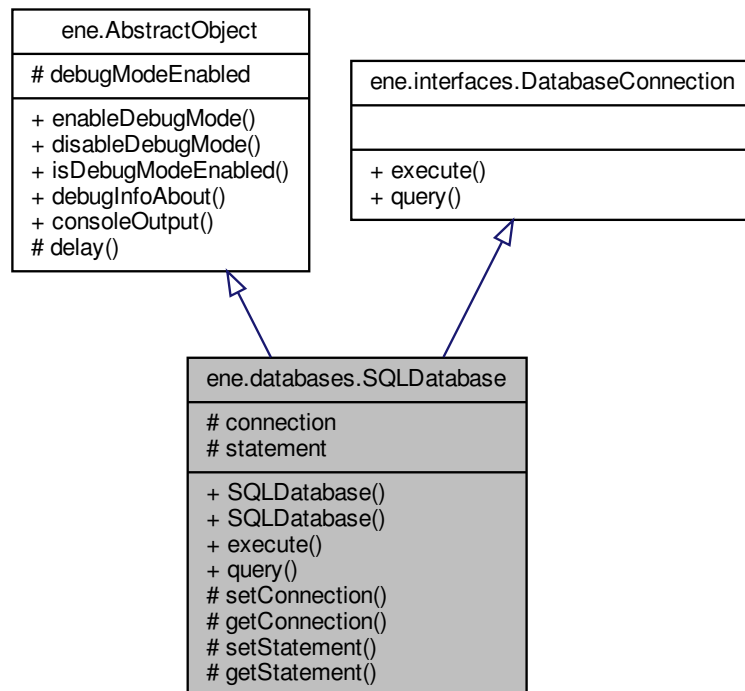 ene.AbstractObject
# debugModeEnabled
+ enableDebugMode()
+ disableDebugMode()
+ isDebugModeEnabled()
+ debugInfoAbout()
+ consoleOutput()
# delay()
ene.interfaces.DatabaseConnection
+ execute()
+ query()
ene.databases.SQLDatabase
# connection
# statement
+ SQLDatabase()
+ SQLDatabase()
+ execute()
+ query()
# setConnection()
# getConnection()
# setStatement()
# getStatement()